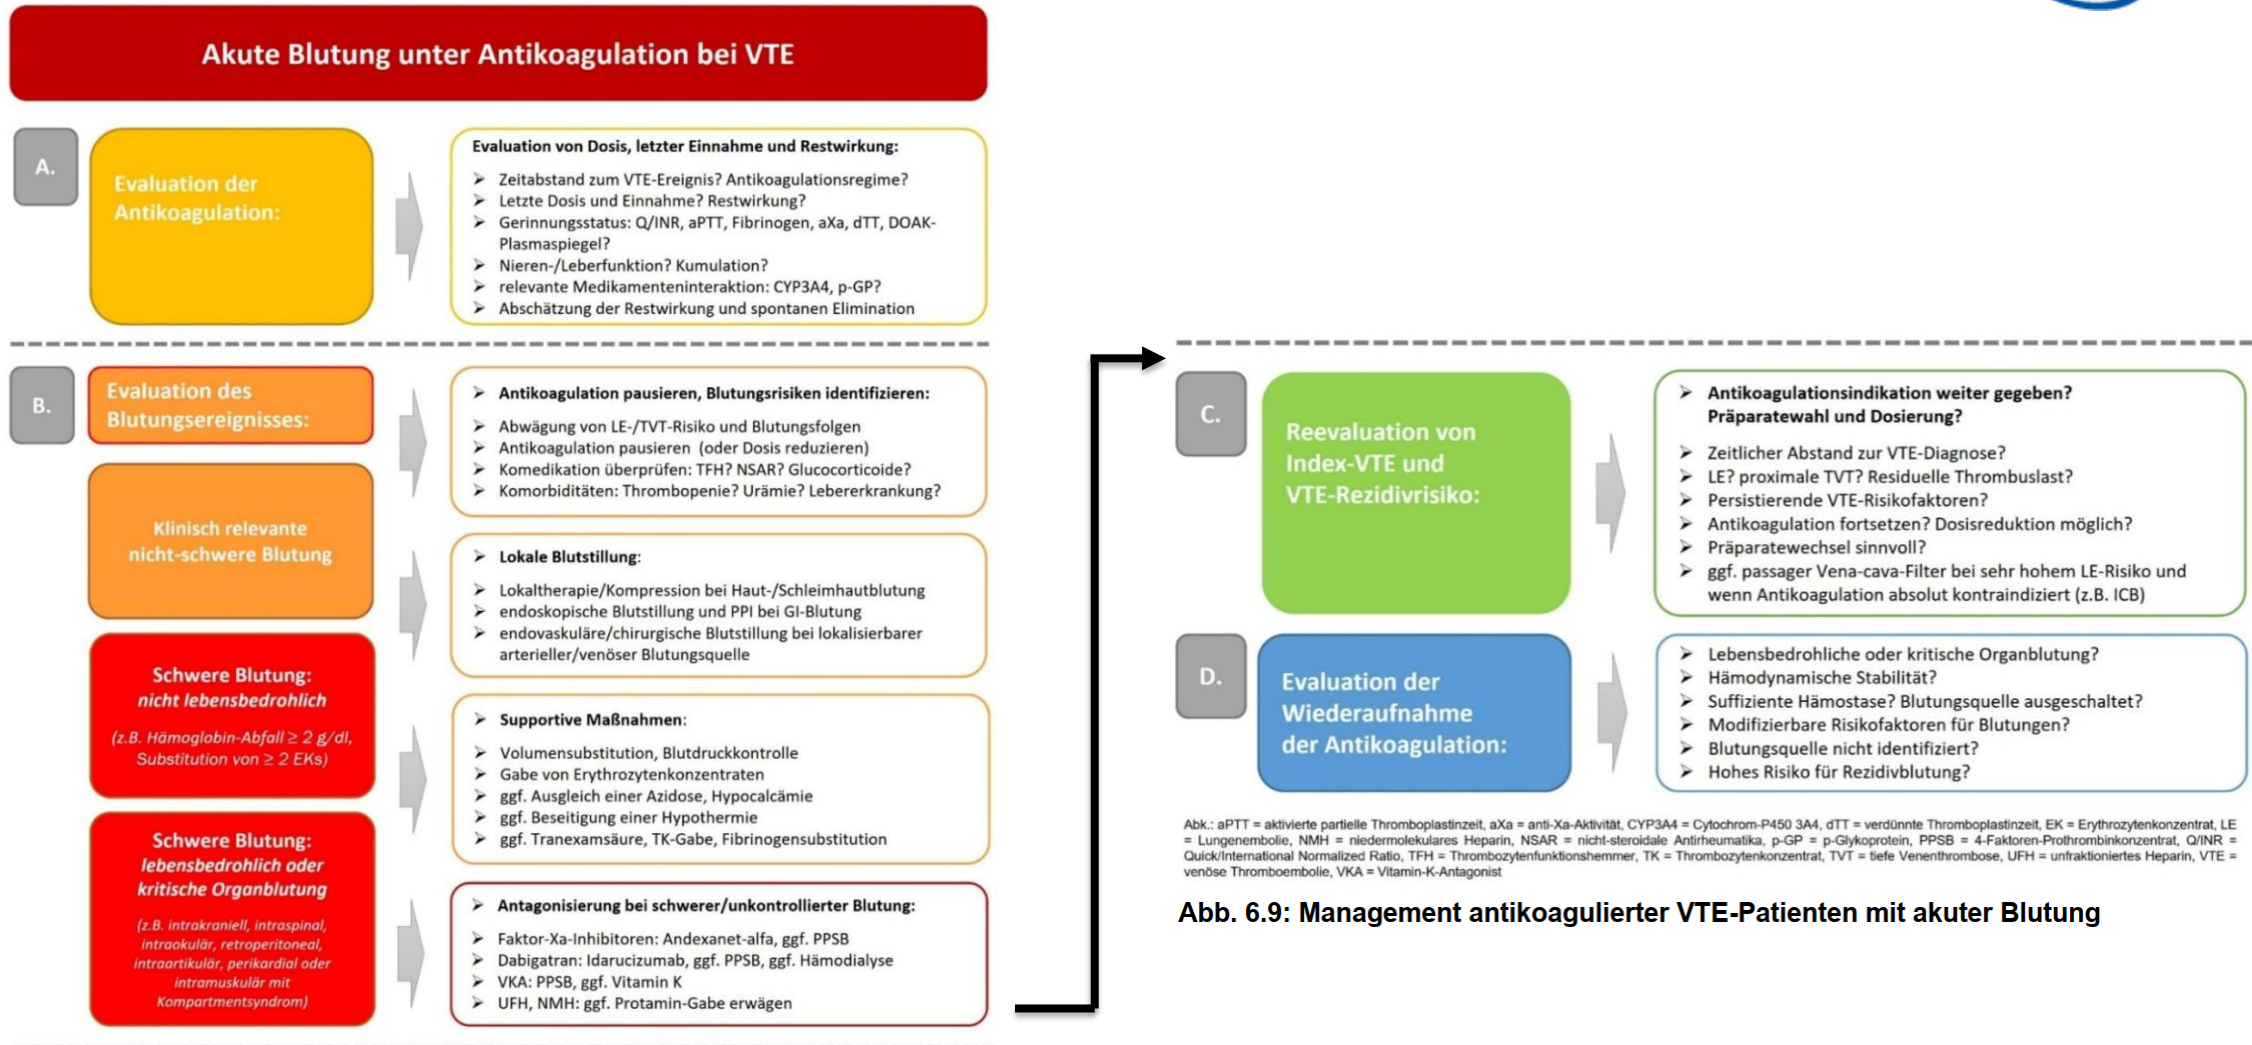 Akute Blutung unter Antikoagulation bei VTE
A.
Evaluation der
Antikoagulation:
Evaluation von Dosis, letzter Einnahme und Restwirkung:
➢ Zeitabstand zum VTE-Ereignis? Antikoagulationsregime?
➢ Letzte Dosis und Einnahme? Restwirkung?
➢ Gerinnungsstatus: Q/INR, aPTT, Fibrinogen, aXa, dTT, DOAK-
Plasmaspiegel?
➢ Nieren-/Leberfunktion? Kumulation?
➢ relevante Medikamenteninteraktion: CYP3A4, p-GP?
➢ Abschätzung der Restwirkung und spontanen Elimination
B.
Evaluation des
Blutungsereignisses:
Klinisch relevante
nicht-schwere Blutung
Schwere Blutung:
nicht lebensbedrohlich
(z.B. Hämoglobin-Abfall ≥ 2 g/dl,
Substitution von ≥ 2 EKs)
Schwere Blutung:
lebensbedrohlich oder
kritische Organblutung
(z.B. intrakraniell, intraspinal,
intraokulär, retroperitoneal,
intraartikulär, perikardial oder
intramuskulär mit
Kompartmentsyndrom)
➢ Antikoagulation pausieren, Blutungsrisiken identifizieren:
➢ Abwägung von LE-/TVT-Risiko und Blutungsfolgen
➢ Antikoagulation pausieren (oder Dosis reduzieren)
➢ Komedikation überprüfen: TFH? NSAR? Glucocorticoide?
➢ Komorbiditäten: Thrombopenie? Urämie? Lebererkrankung?
➢ Lokale Blutstillung:
➢ Lokaltherapie/Kompression bei Haut-/Schleimhautblutung
➢ endoskopische Blutstillung und PPI bei GI-Blutung
➢ endovaskuläre/chirurgische Blutstillung bei lokalisierbarer
arterieller/venöser Blutungsquelle
➢ Supportive Maßnahmen:
➢ Volumensubstitution, Blutdruckkontrolle
➢ Gabe von Erythrozytenkonzentraten
➢ ggf. Ausgleich einer Azidose, Hypocalcämie
➢ ggf. Beseitigung einer Hypothermie
➢ ggf. Tranexamsäure, TK-Gabe, Fibrinogensubstitution
➢ Antagonisierung bei schwerer/unkontrollierter Blutung:
➢ Faktor-Xa-Inhibitoren: Andexanet-alfa, ggf. PPSB
➢ Dabigatran: Idarucizumab, ggf. PPSB, ggf. Hämodialyse
➢ VKA: PPSB, ggf. Vitamin K
➢ UFH, NMH: ggf. Protamin-Gabe erwägen
C.
Reevaluation von
Index-VTE und
VTE-Rezidivrisiko:
➢ Antikoagulationsindikation weiter gegeben?
Präparatewahl und Dosierung?
➢ Zeitlicher Abstand zur VTE-Diagnose?
➢ LE? proximale TVT? Residuelle Thrombuslast?
➢ Persistierende VTE-Risikofaktoren?
➢ Antikoagulation fortsetzen? Dosisreduktion möglich?
➢ Präparatewechsel sinnvoll?
➢ ggf. passager Vena-cava-Filter bei sehr hohem LE-Risiko und
wenn Antikoagulation absolut kontraindiziert (z.B. ICB)
D.
Evaluation der
Wiederaufnahme
der Antikoagulation:
➢ Lebensbedrohliche oder kritische Organblutung?
➢ Hämodynamische Stabilität?
➢ Suffiziente Hämostase? Blutungsquelle ausgeschaltet?
➢ Modifizierbare Risikofaktoren für Blutungen?
➢ Blutungsquelle nicht identifiziert?
➢ Hohes Risiko für Rezidivblutung?
Abk.: aPTT = aktivierte partielle Thromboplastinzeit, aXa = anti-Xa-Aktivität, CYP3A4 = Cytochrom-P450 3A4, dTT = verdünnte Thromboplastinzeit, EK = Erythrozytenkonzentrat, LE
= Lungenembolie, NMH = niedermolekulares Heparin, NSAR = nicht-steroidale Antirheumatika, p-GP = p-Glykoprotein, PPSB = 4-Faktoren-Prothrombinkonzentrat, Q/INR =
Quick/International Normalized Ratio, TFH = Thrombozytenfunktionshemmer, TK = Thrombozytenkonzentrat, TVT = tiefe Venenthrombose, UFH = unfraktioniertes Heparin, VTE =
venöse Thromboembolie, VKA = Vitamin-K-Antagonist
Abb. 6.9: Management antikoagulierter VTE-Patienten mit akuter Blutung